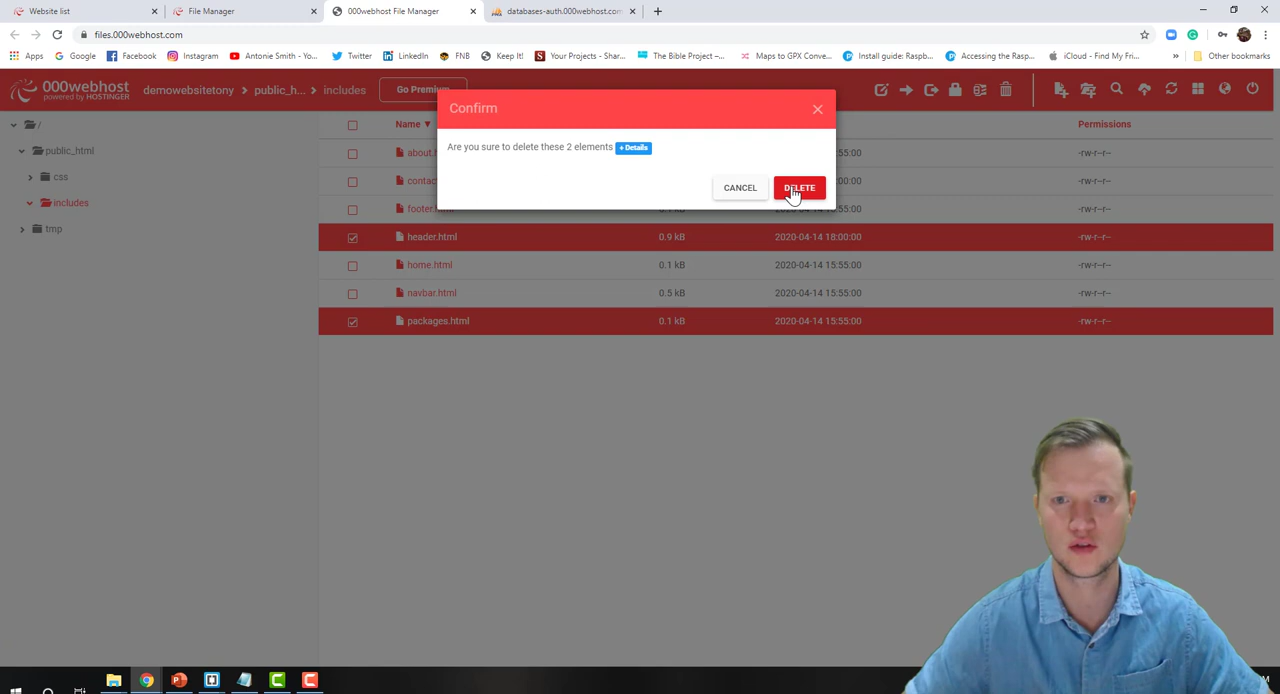 Website list
File Manager
000webhost File Manager
databases-auth.000webhost.com
files.000webhost.com
Apps
Google
Facebook
Instagram
Antonie Smith - Yo...
Twitter
LinkedIn
FNB
Keep It!
Your Projects - Shar...
The Bible Project –...
Maps to GPX Conve...
Install guide: Raspb...
Accessing the Rasp...
iCloud - Find My Fri...
»
Other bookmarks
000webhost
powered by HOSTINGER
demowebsitetony > public_h... > includes
Go Premium
Confirm
Are you sure to delete these 2 elements + Details
CANCEL
DELETE
/
public_html
css
includes
tmp
Name
Permissions
-rw-r--r--
-rw-r--r--
-rw-r--r--
header.html 0.9 kB 2020-04-14 18:00:00 -rw-r--r--
home.html 0.1 kB 2020-04-14 15:55:00 -rw-r--r--
navbar.html 0.5 kB 2020-04-14 15:55:00 -rw-r--r--
packages.html 0.1 kB 2020-04-14 15:55:00 -rw-r--r--